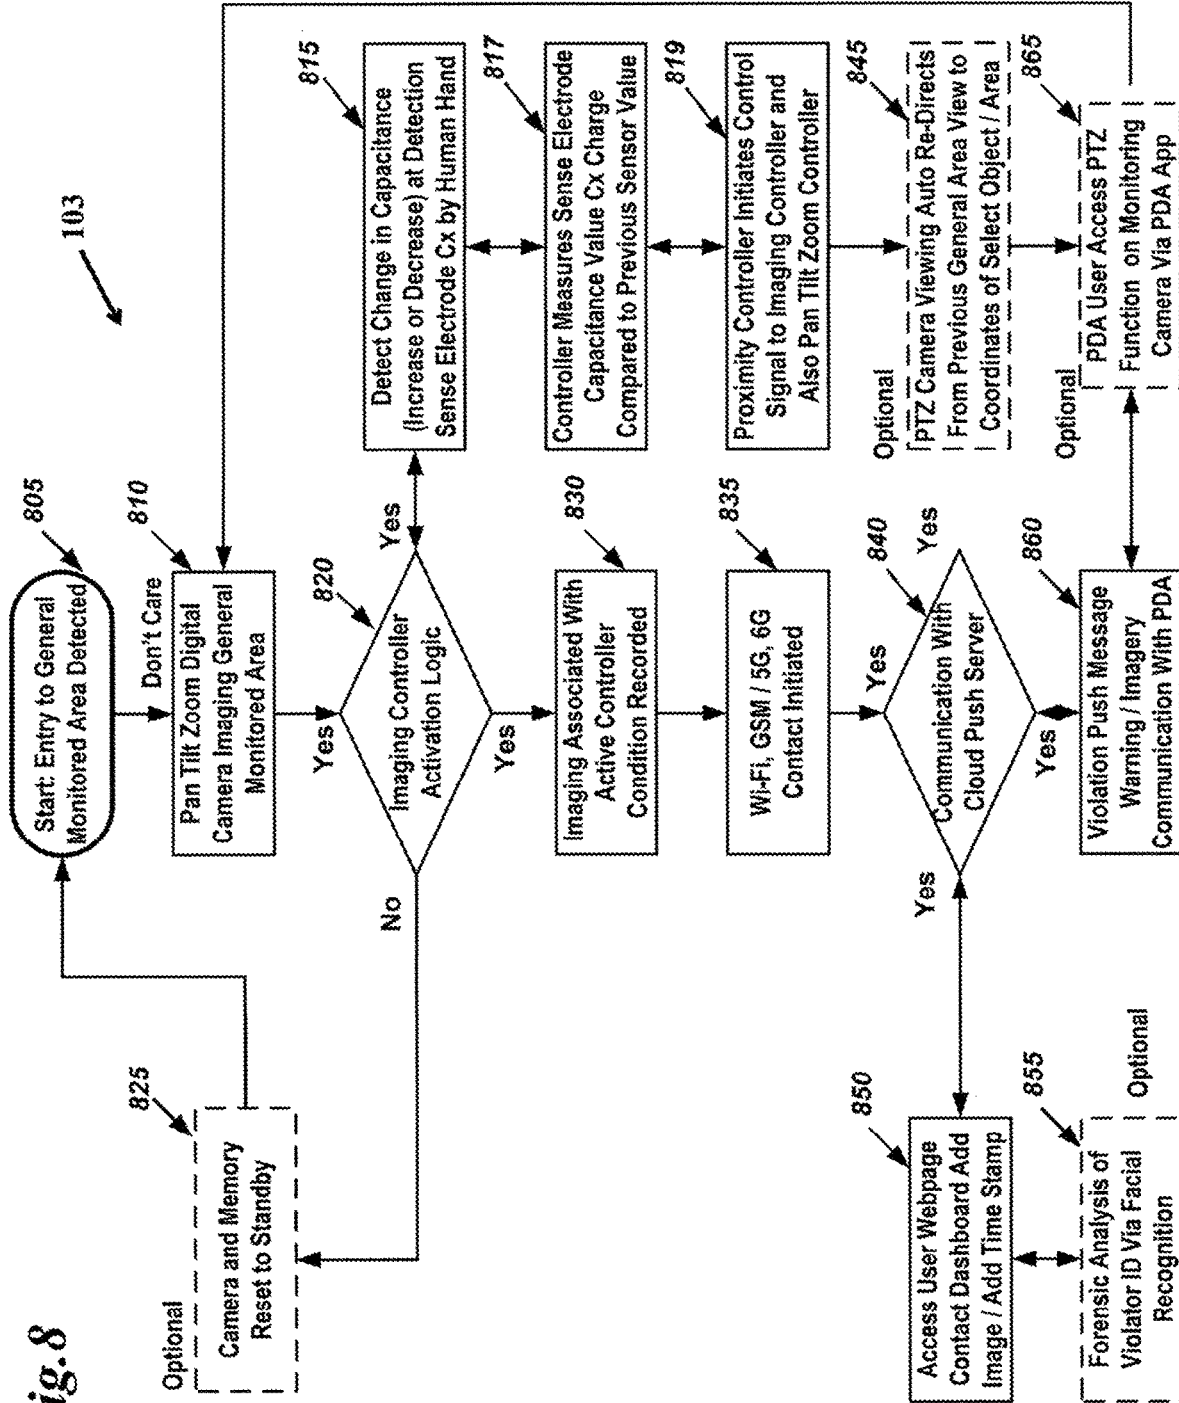 ig.8
103
805
Start: Entry to General
Monitored Area Detected
Don't Care
810
Pan Tilt Zoom Digital
Camera Imaging General
Monitored Area
Optional
825
Camera and Memory
Reset to Standby
Yes
820
Imaging Controller
Activation Logic
No
Yes
Yes
815
Detect Change in Capacitance
(Increase or Decrease) at Detection
Sense Electrode Cx by Human Hand
817
Controller Measures Sense Electrode
Capacitance Value Cx Charge
Compared to Previous Sensor Value
819
Proximity Controller Initiates Control
Signal to Imaging Controller and
Also Pan Tilt Zoom Controller
Optional
845
PTZ Camera Viewing Auto Re-Directs
From Previous General Area View to
Coordinates of Select Object / Area
Optional
865
PDA User Access PTZ
Function on Monitoring
Camera Via PDA App
830
Imaging Associated With
Active Controller
Condition Recorded
835
Wi-Fi, GSM / 5G, 6G
Contact Initiated
Yes
840
Yes
Communication With
Cloud Push Server
Yes
Yes
860
Violation Push Message
Warning / Imagery
Communication With PDA
850
Access User Webpage
Contact Dashboard Add
Image / Add Time Stamp
855
Forensic Analysis of
Violator ID Via Facial
Recognition
Optional